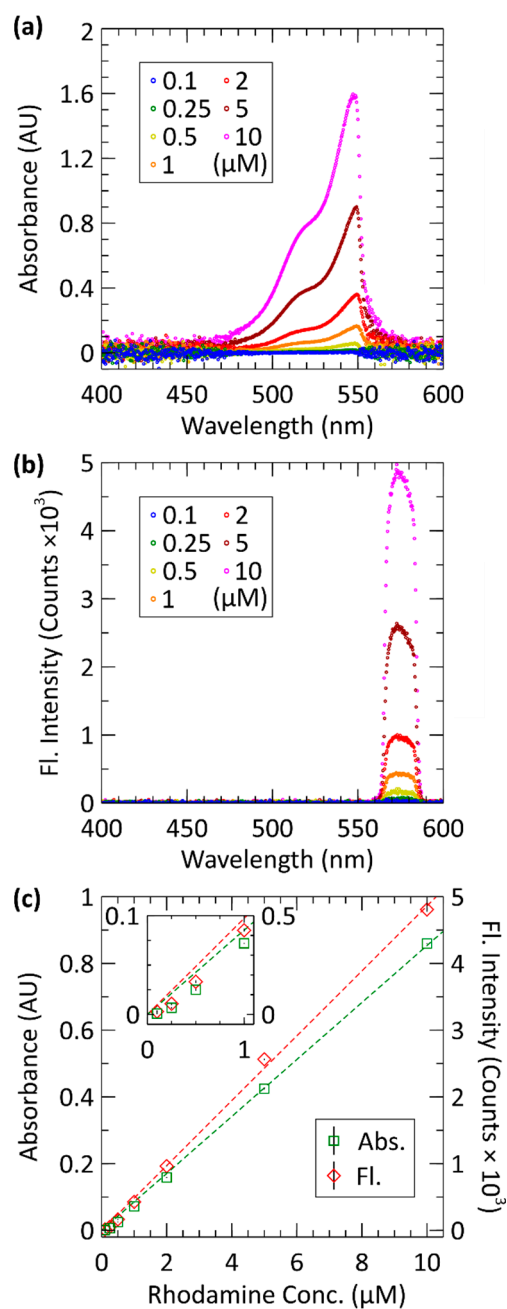 (a)
Absorbance (AU)
2
1.6
1.2
0.8
0.4
0
0.1 2
0.25 5
0.5 10
1 (μM)
400 450 500 550 600
Wavelength (nm)
(b)
Fl. Intensity (Counts ×10³)
5
4
3
2
1
0
0.1 2
0.25 5
0.5 10
1 (μM)
400 450 500 550 600
Wavelength (nm)
(c)
Absorbance (AU)
1
0.8
0.6
0.4
0.2
0
0.1 0.5
0 0
0 1
Abs.
Fl.
5
4
3
2
1
0
Fl. Intensity (Counts × 10³)
0 2 4 6 8 10
Rhodamine Conc. (μM)